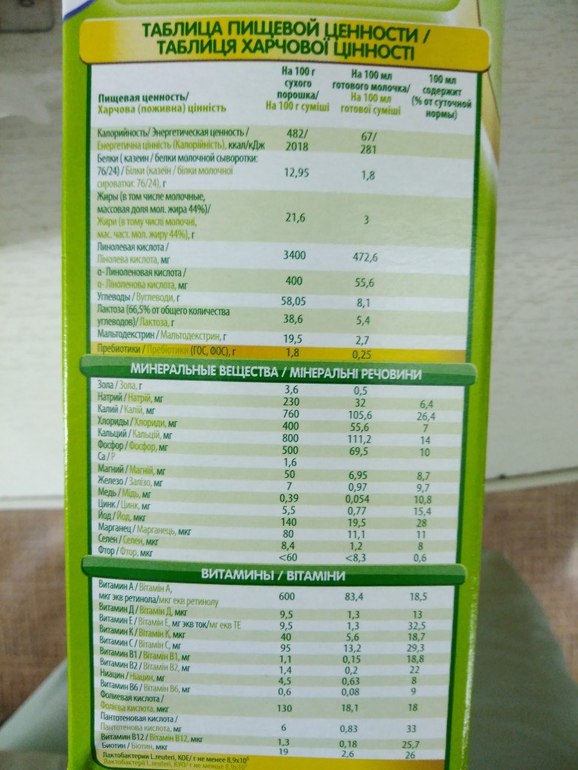 ТАБЛИЦА ПИЩЕВОЙ ЦЕННОСТИ /
ТАБЛИЦЯ ХАРЧОВОЇ ЦІННОСТІ
Пищевая ценность/
Харчова (поживна) цінність
На 100 г
сухого
порошка/
На 100 г суміші
На 100 мл
готового молочка/
На 100 мл
готової суміші
100 мл
содержит
(% от суточной
нормы)
Калорийность/ Энергетическая ценность / 482/ 67/
Енергетична цінність (Калорийність), ккал/кДж 2018 281
Белки ( казеин / белки молочной сыворотки:
76/24) / Білки (казеїн / білки молочної 12,95 1,8
сироватки: 76/24), г
Жиры (в том числе молочные,
массовая доля мол. жира 44%)/ 21,6 3
Жири (в тому числі молочні,
мас. част. мол. жиру 44%), г
Линолевая кислота /
Лінолева кислота, мг 3400 472,6
α- Линоленовая кислота /
α- Ліноленова кислота, мг 400 55,6
Углеводы / Вуглеводи, г 58,05 8,1
Лактоза (66,5% от общего количества
углеводов)/ Лактоза, г 38,6 5,4
Мальтодекстрин / Мальтодекстрин, г 19,5 2,7
Пребиотики / Пребіотики (ГОС, ФОС), г 1,8 0,25
МИНЕРАЛЬНЫЕ ВЕЩЕСТВА / МІНЕРАЛЬНІ РЕЧОВИНИ
Зола / Зола, г 3,6 0,5
Натрий / Натрій, мг 230 32 6,4
Калий / Калій, мг 760 105,6 26,4
Хлориды / Хлориди, мг 400 55,6 7
Кальций / Кальцій, мг 800 111,2 14
Фосфор / Фосфор, мг 500 69,5 10
Ca / P 1,6
Магний / Магній, мг 50 6,95 8,7
Железо / Залізо, мг 7 0,97 9,7
Медь / Мідь, мг 0,39 0,054 10,8
Цинк / Цинк, мг 5,5 0,77 15,4
Йод / Йод, мкг 140 19,5 28
Марганец / Марганець, мкг 80 11,1 11
Селен / Селен, мкг 8,4 1,2 8
Фтор / Фтор, мкг <60 <8,3 0,6
ВИТАМИНЫ / ВІТАМІНИ
Витамин А / Вітамін А,
мкг экв ретинола/ мкг екв ретинолу 600 83,4 18,5
Витамин Д / Вітамін Д, мкг 9,5 1,3 13
Витамин Е / Вітамін Е, мг экв ток/мг екв ТЕ 9,5 1,3 32,5
Витамин К / Вітамін К, мкг 40 5,6 18,7
Витамин С / Вітамін С, мг 95 13,2 29,3
Витамин В1 / Вітамін В1, мг 1,1 0,15 18,8
Витамин В2 / Вітамін В2, мг 1,4 0,2 22
Ниацин / Ніацин, мг 4,5 0,63 8
Витамин В6 / Вітамін В6, мг 0,6 0,08 9
Фолиевая кислота /
Фолієва кислота, мкг 130 18,1 18
Пантотеновая кислота /
Пантотенова кислота, мг 6 0,83 33
Витамин В12 / Вітамін В12, мкг 1,3 0,18 25,7
Биотин / Біотин, мкг 19 2,6 26
Лактобактерии L.reuteri, КОЕ/ г не менее 8,9x10⁶